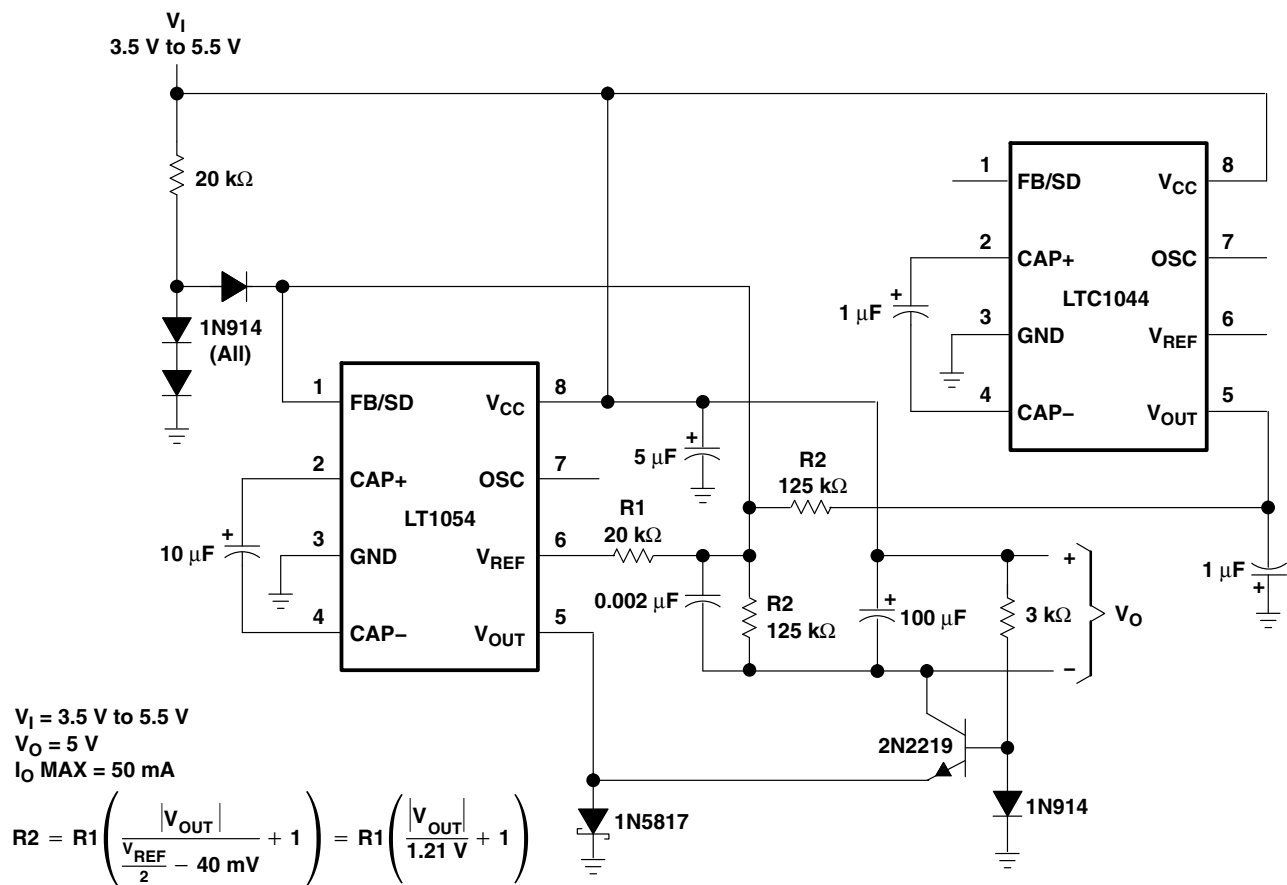 V_I
3.5 V to 5.5 V
20 kΩ
1N914
(All)
1 FB/SD
2 CAP+
3 GND
4 CAP−
LT1054
V_CC 8
OSC 7
V_REF 6
V_OUT 5
+
10 μF
+
5 μF
R1
20 kΩ
0.002 μF
R2
125 kΩ
R2
125 kΩ
+
100 μF
3 kΩ
+
V_O
−
2N2219
1N914
1N5817
1 FB/SD
2 CAP+
3 GND
4 CAP−
LTC1044
V_CC 8
OSC 7
V_REF 6
V_OUT 5
+
1 μF
1 μF
+
V_I = 3.5 V to 5.5 V
V_O = 5 V
I_O MAX = 50 mA
R2 = R1 ( |V_OUT| / (V_REF/2 − 40 mV) + 1 ) = R1 ( |V_OUT| / 1.21 V + 1 )